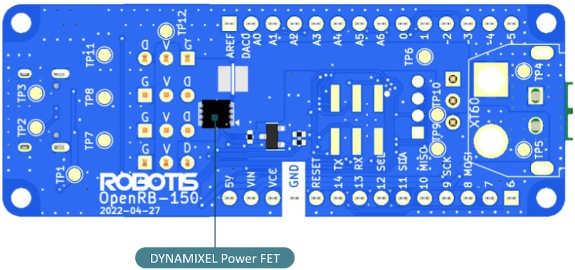 TP12
AREF
DAC0
A0
A1
A2
A3
A4
A5
A6
0
1
2
3
4
5
TP11
D V G
TP6
TP4
TP3
TP8
G V D
TP10
XT60
TP2
TP7
G V D
TP9
TP5
TP1
G V D
ROBOTIS
OpenRB-150
2022-04-27
5V
VIN
VCC
GND
RESET
14 TX
13 RX
12 SCL
11 SDA
10 MISO
9 SCK
8 MOSI
7
6
DYNAMIXEL Power FET